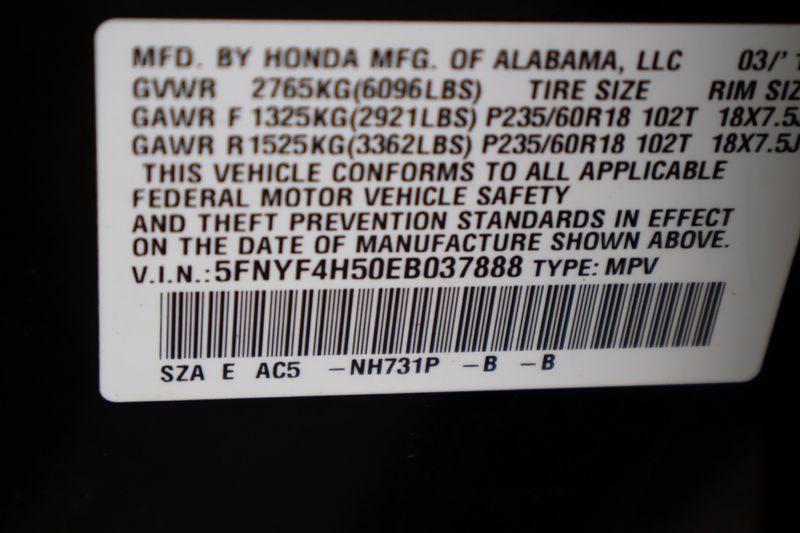 MFD. BY HONDA MFG. OF ALABAMA, LLC 03/'1
GVWR 2765KG(6096LBS) TIRE SIZE RIM SIZ
GAWR F 1325KG(2921LBS) P235/60R18 102T 18X7.5J
GAWR R 1525KG(3362LBS) P235/60R18 102T 18X7.5J
THIS VEHICLE CONFORMS TO ALL APPLICABLE
FEDERAL MOTOR VEHICLE SAFETY
AND THEFT PREVENTION STANDARDS IN EFFECT
ON THE DATE OF MANUFACTURE SHOWN ABOVE.
V.I.N.: 5FNYF4H50EB037888 TYPE: MPV
SZA E AC5 -NH731P -B -B